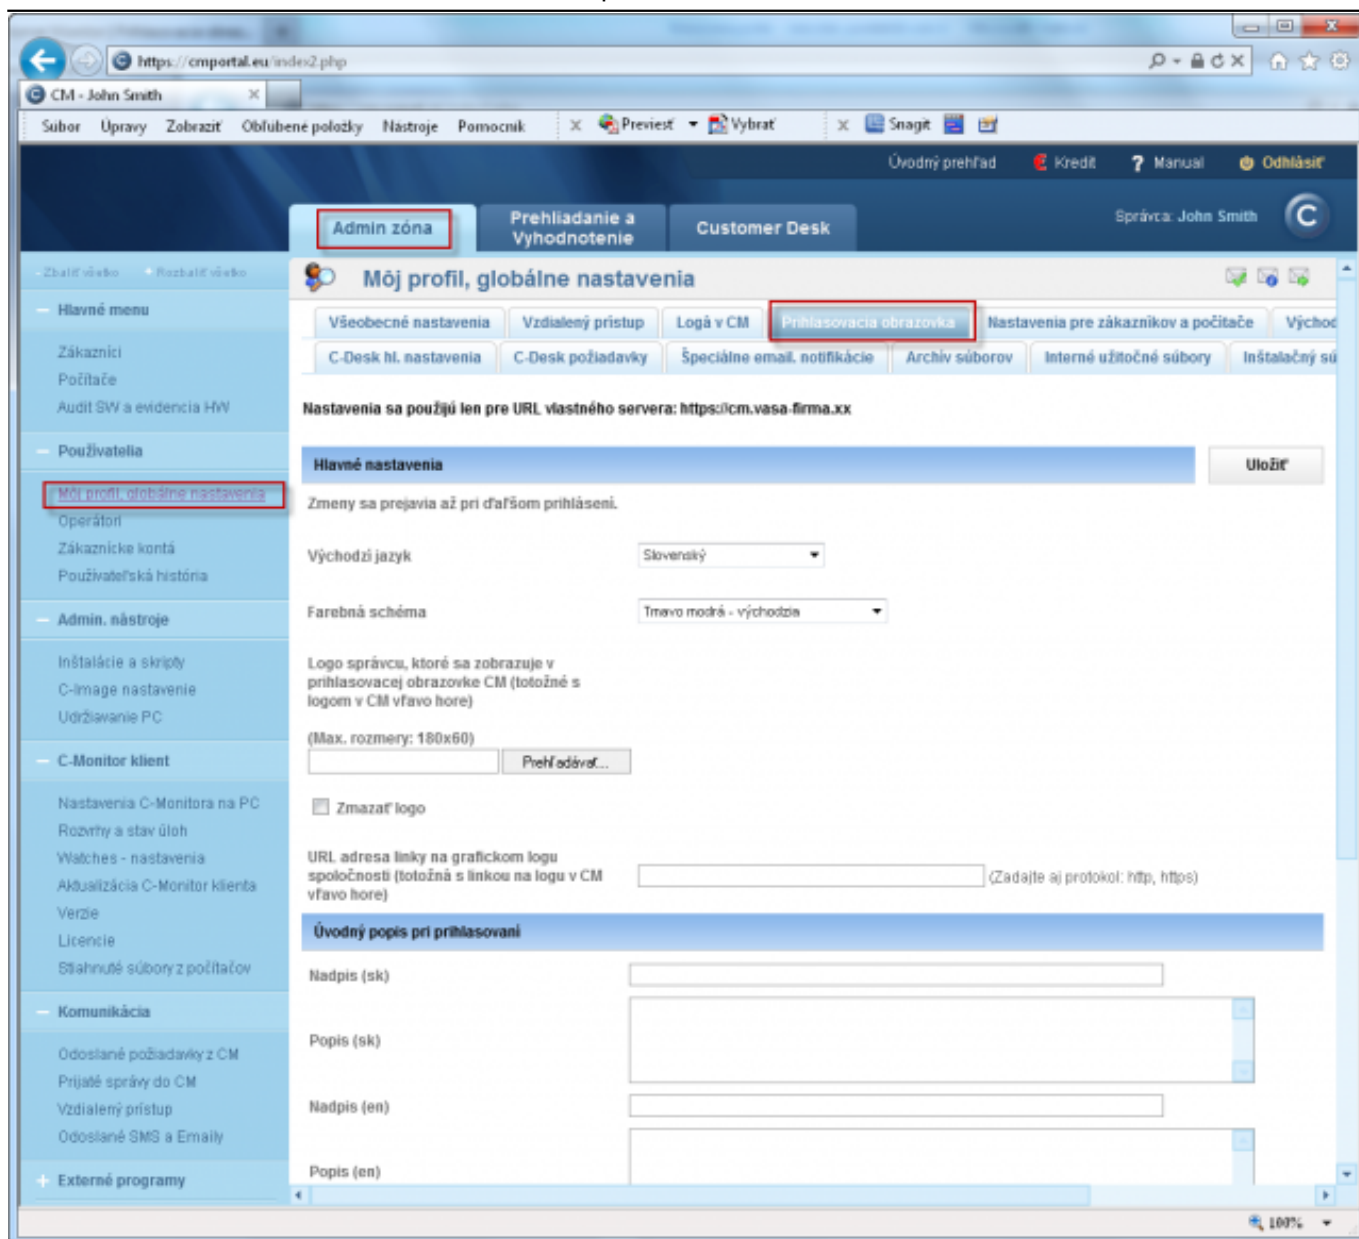 https://cmportal.eu/index2.php
CM - John Smith
Súbor Úpravy Zobraziť Obľúbené položky Nástroje Pomocník x Previesť Vybrať x Snagit
Úvodný prehľad Kredit ? Manual Odhlásiť
Admin zóna
Prehliadanie a
Vyhodnotenie
Customer Desk
Správca: John Smith
- Zbaliť všetko + Rozbaliť všetko
Môj profil, globálne nastavenia
Hlavné menu
Zákazníci
Počítače
Audit SW a evidencia HW
Používatelia
Môj profil, globálne nastavenia
Operátori
Zákaznícke kontá
Používateľská história
Admin. nástroje
Inštalácie a skripty
C-Image nastavenie
Udržiavanie PC
C-Monitor klient
Nastavenia C-Monitora na PC
Rozvrhy a stav úloh
Watches - nastavenia
Aktualizácia C-Monitor klienta
Verzie
Licencie
Stiahnuté súbory z počítačov
Komunikácia
Odoslané požiadavky z CM
Prijaté správy do CM
Vzdialený prístup
Odoslané SMS a Emaily
+ Externé programy
Všeobecné nastavenia Vzdialený prístup Logá v CM Prihlasovacia obrazovka Nastavenia pre zákazníkov a počítače Východ
C-Desk hl. nastavenia C-Desk požiadavky Špeciálne email. notifikácie Archív súborov Interné užitočné súbory Inštalačný sú
Nastavenia sa použijú len pre URL vlastného servera: https://cm.vasa-firma.xx
Hlavné nastavenia
Uložiť
Zmeny sa prejavia až pri ďaľšom prihlásení.
Východzí jazyk Slovenský
Farebná schéma Tmavo modrá - východzia
Logo správcu, ktoré sa zobrazuje v
prihlasovacej obrazovke CM (totožné s
logom v CM vľavo hore)
(Max. rozmery: 180x60)
Prehľadávať...
Zmazať logo
URL adresa linky na grafickom logu
spoločnosti (totožná s linkou na logu v CM
vľavo hore)
(Zadajte aj protokol: http, https)
Úvodný popis pri prihlasovaní
Nadpis (sk)
Popis (sk)
Nadpis (en)
Popis (en)
100%